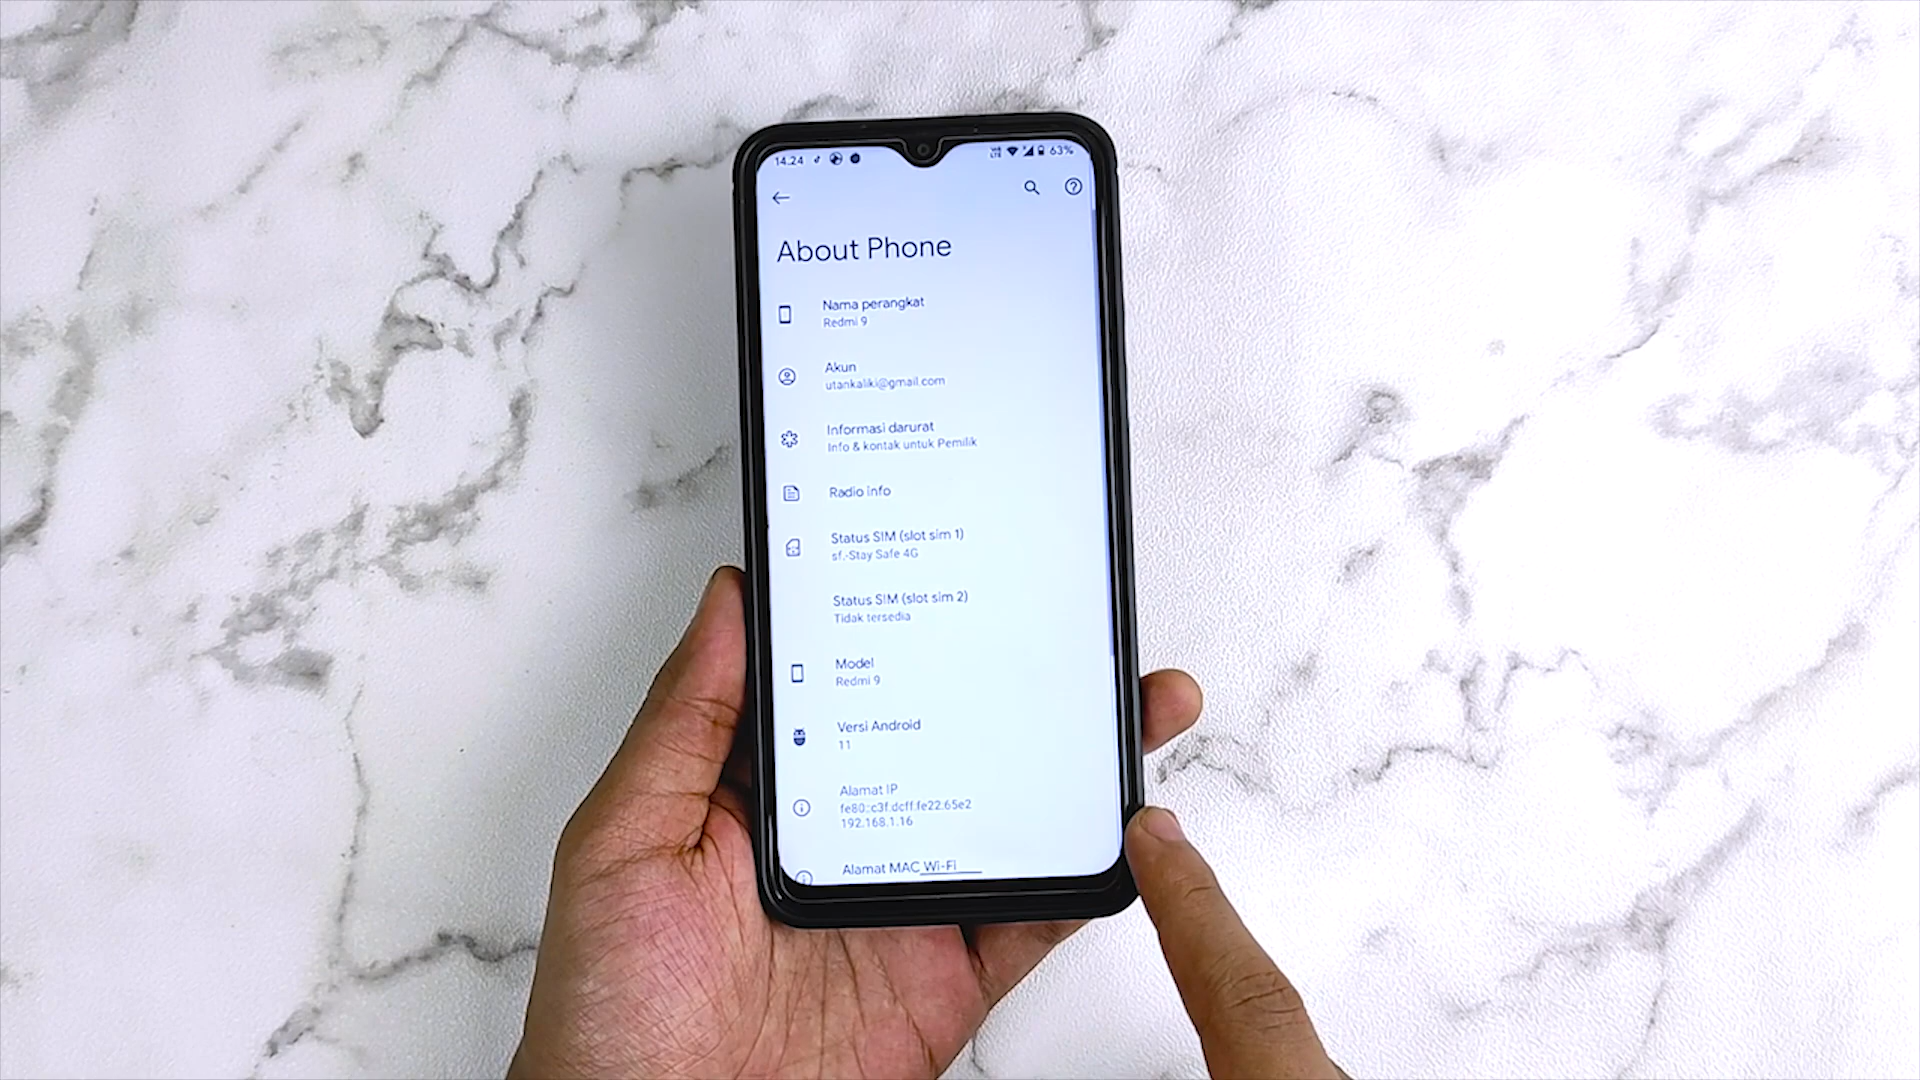 14.24
Vo
LTE
63%
About Phone
Nama perangkat
Redmi 9
Akun
utankaliki@gmail.com
Informasi darurat
Info & kontak untuk Pemilik
Radio info
Status SIM (slot sim 1)
sf.-Stay Safe 4G
Status SIM (slot sim 2)
Tidak tersedia
Model
Redmi 9
Versi Android
11
Alamat IP
fe80::c3f:dcff:fe22:65e2
192.168.1.16
Alamat MAC Wi-Fi